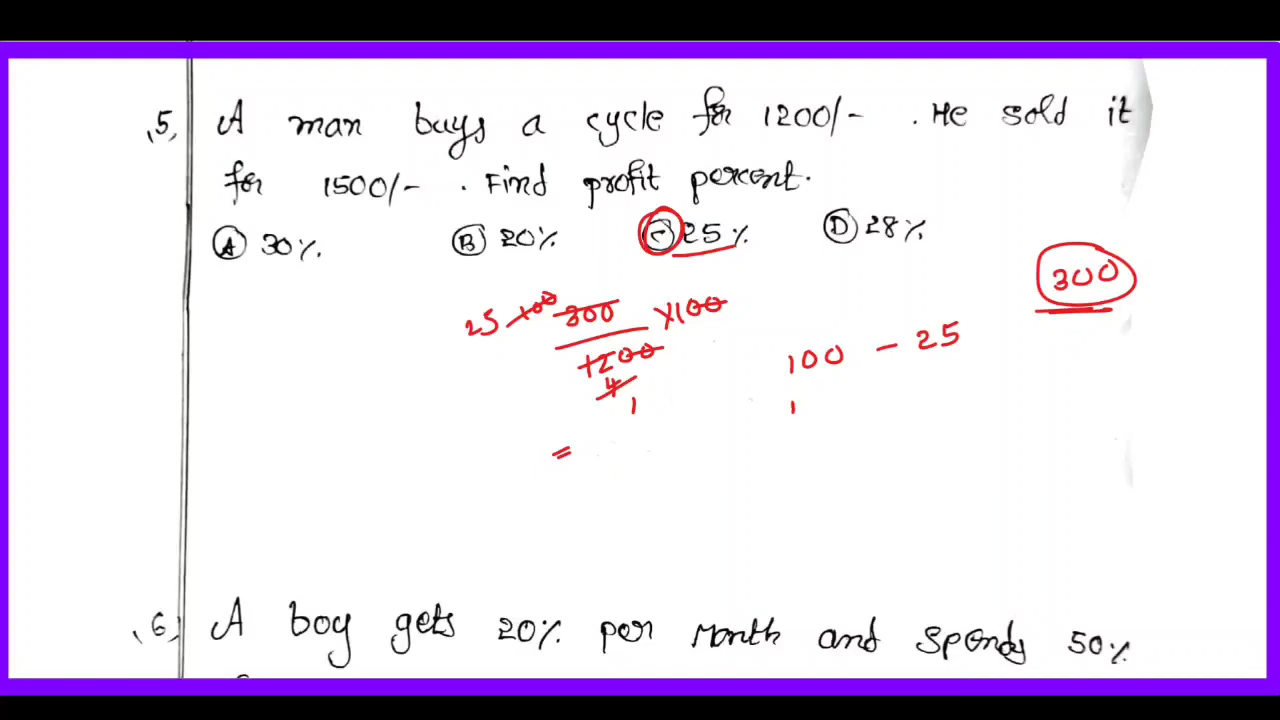 ,5, A man buys a cycle for 1200/- . He sold it
for 1500/- . Find profit percent.
Ⓐ 30%. Ⓑ 20% Ⓒ 25% Ⓓ 28%
300
25 100 300 ×100
1200
4
1
=
100 - 25
1
,6, A boy gets 20% per month and spends 50%